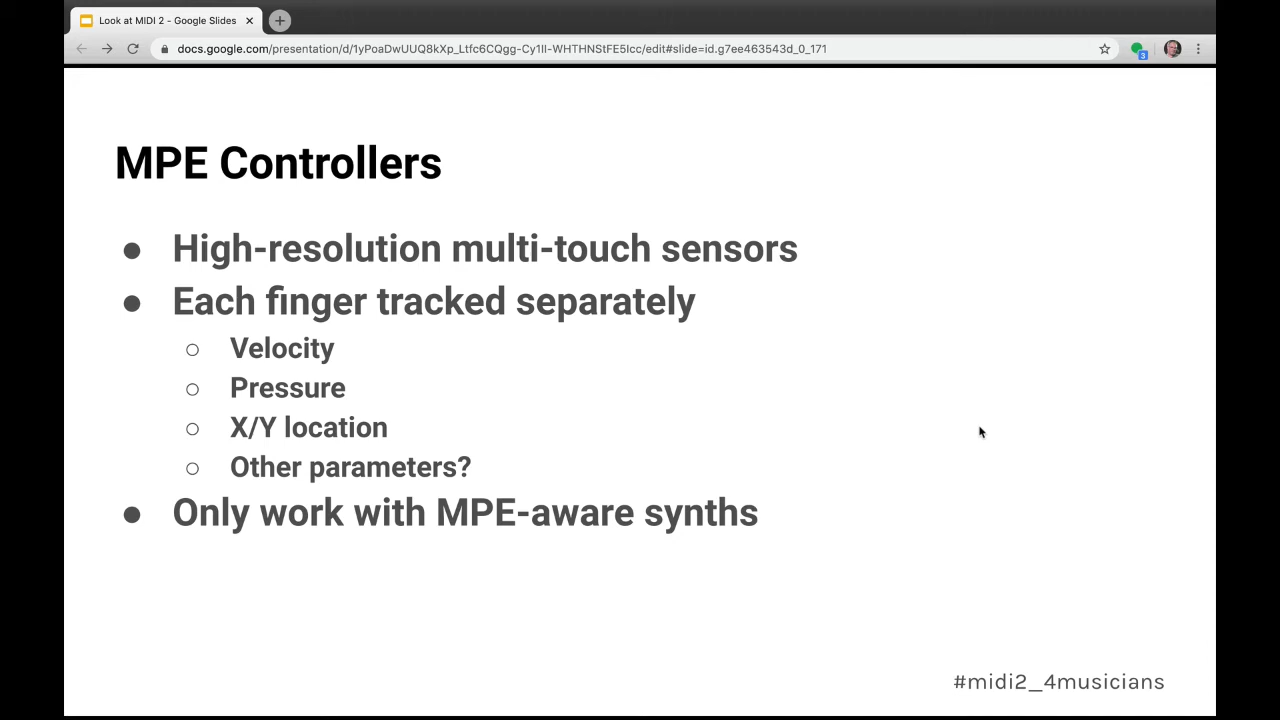 Look at MIDI 2 - Google Slides
docs.google.com/presentation/d/1yPoaDwUUQ8kXp_Ltfc6CQgg-Cy1Il-WHTHNStFE5Icc/edit#slide=id.g7ee463543d_0_171
3
MPE Controllers
● High-resolution multi-touch sensors
● Each finger tracked separately
○ Velocity
○ Pressure
○ X/Y location
○ Other parameters?
● Only work with MPE-aware synths
#midi2_4musicians